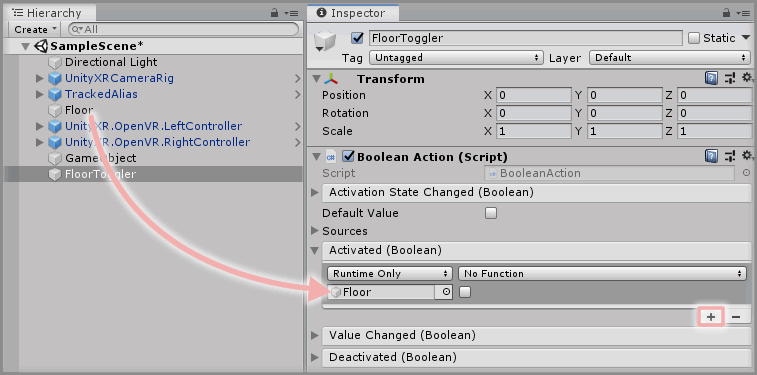 Hierarchy
Create
All
SampleScene*
Directional Light
UnityXRCameraRig
TrackedAlias
Floor
UnityXR.OpenVR.LeftController
UnityXR.OpenVR.RightController
GameObject
FloorToggler
Inspector
FloorToggler
Static
Tag Untagged Layer Default
Transform
Position X 0 Y 0 Z 0
Rotation X 0 Y 0 Z 0
Scale X 1 Y 1 Z 1
Boolean Action (Script)
Script BooleanAction
Activation State Changed (Boolean)
Default Value
Sources
Activated (Boolean)
Runtime Only No Function
Floor
+ −
Value Changed (Boolean)
Deactivated (Boolean)